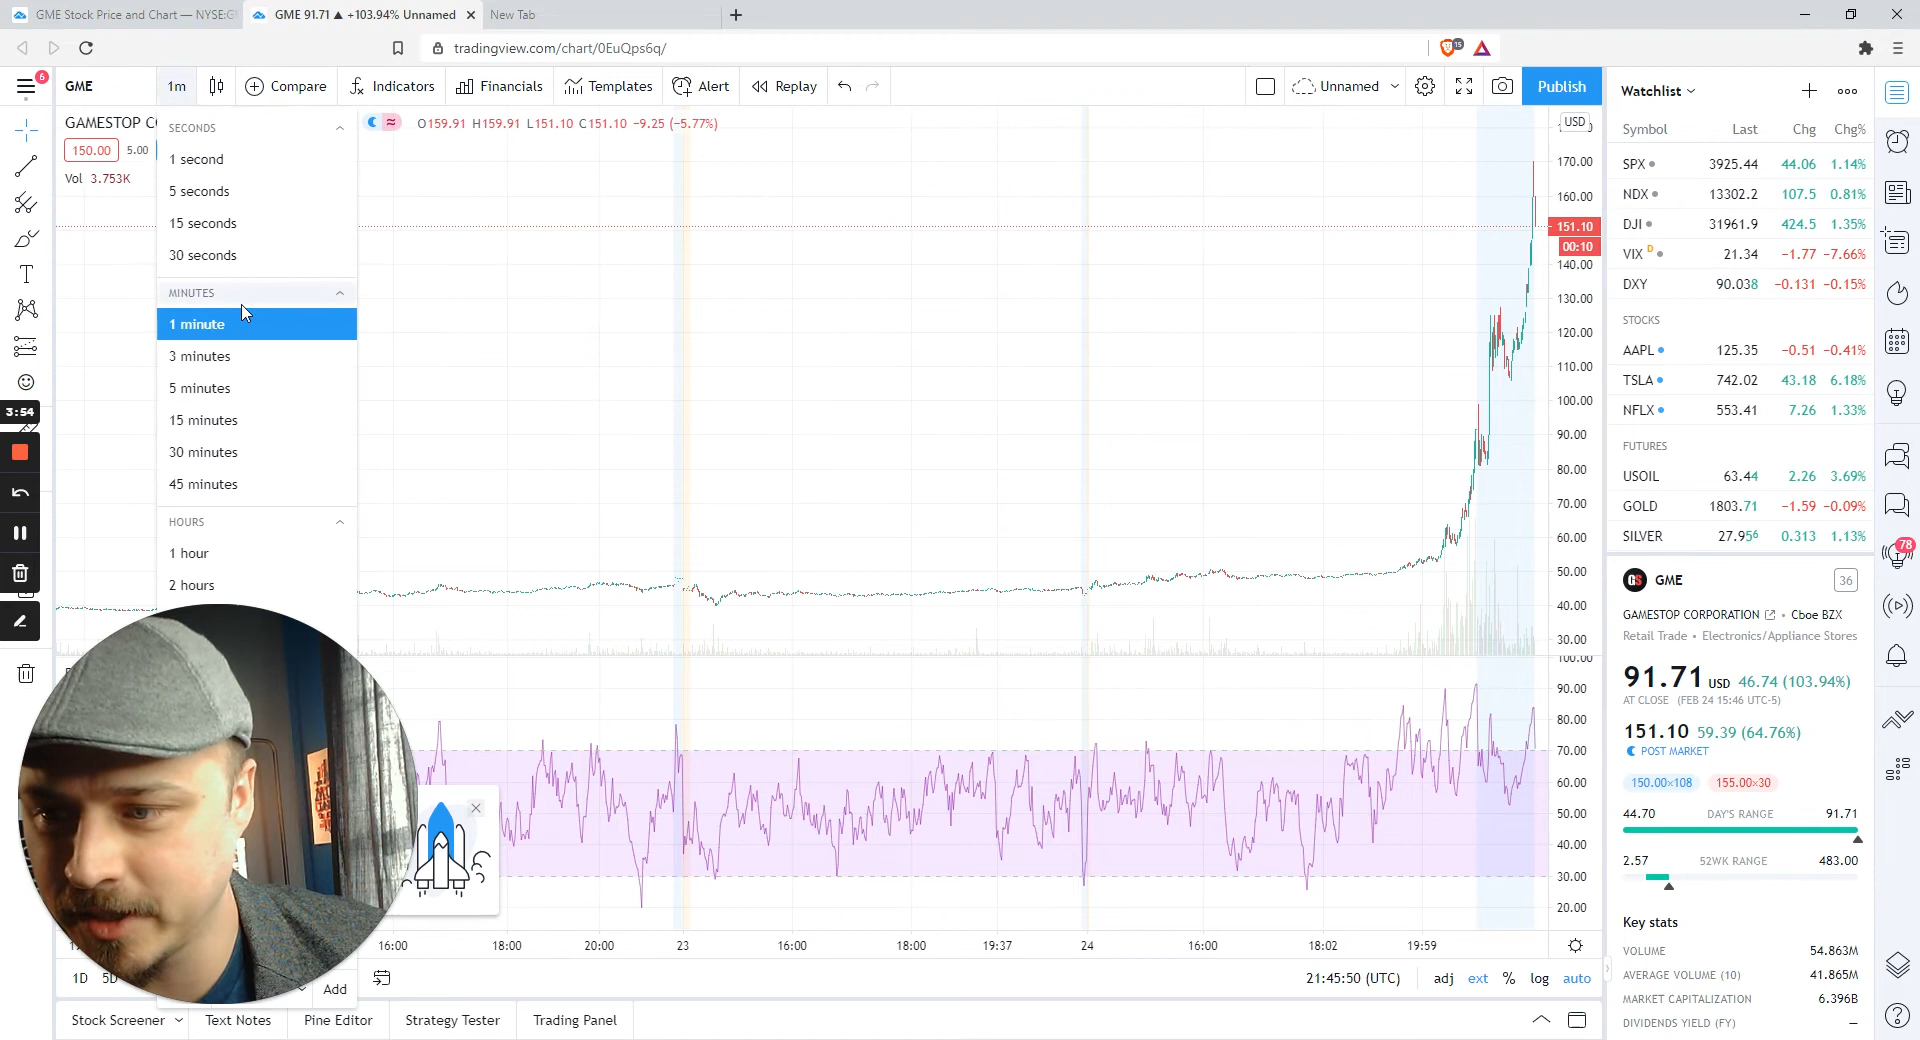 GME Stock Price and Chart — NYSE:G
GME 91.71 ▲ +103.94% Unnamed
New Tab
15
tradingview.com/chart/0EuQps6q/
6
GME
1m
Compare
Indicators
Financials
Templates
Alert
Replay
Unnamed
Publish
GAMESTOP C
O159.91 H159.91 L151.10 C151.10 −9.25 (−5.77%)
150.00
5.00
Vol 3.753K
SECONDS
1 second
5 seconds
15 seconds
30 seconds
MINUTES
1 minute
3 minutes
5 minutes
15 minutes
30 minutes
45 minutes
HOURS
1 hour
2 hours
Add
3:54
USD
170.00
160.00
151.10
00:10
140.00
130.00
120.00
110.00
100.00
90.00
80.00
70.00
60.00
50.00
40.00
30.00
100.00
90.00
80.00
70.00
60.00
50.00
40.00
30.00
20.00
16:00
18:00
20:00
23
16:00
18:00
19:37
24
16:00
18:02
19:59
1D
5D
21:45:50 (UTC)
adj
ext
%
log
auto
Stock Screener
Text Notes
Pine Editor
Strategy Tester
Trading Panel
Watchlist
Symbol Last Chg Chg%
SPX 3925.44 44.06 1.14%
NDX 13302.2 107.5 0.81%
DJI 31961.9 424.5 1.35%
VIX D 21.34 −1.77 −7.66%
DXY 90.038 −0.131 −0.15%
STOCKS
AAPL 125.35 −0.51 −0.41%
TSLA 742.02 43.18 6.18%
NFLX 553.41 7.26 1.33%
FUTURES
USOIL 63.44 2.26 3.69%
GOLD 1803.71 −1.59 −0.09%
SILVER 27.956 0.313 1.13%
GS GME
36
GAMESTOP CORPORATION • Cboe BZX
Retail Trade • Electronics/Appliance Stores
91.71 USD 46.74 (103.94%)
AT CLOSE (FEB 24 15:46 UTC-5)
151.10 59.39 (64.76%)
POST MARKET
150.00×108
155.00×30
44.70 DAY'S RANGE 91.71
2.57 52WK RANGE 483.00
Key stats
VOLUME 54.863M
AVERAGE VOLUME (10) 41.865M
MARKET CAPITALIZATION 6.396B
DIVIDENDS YIELD (FY) —
78